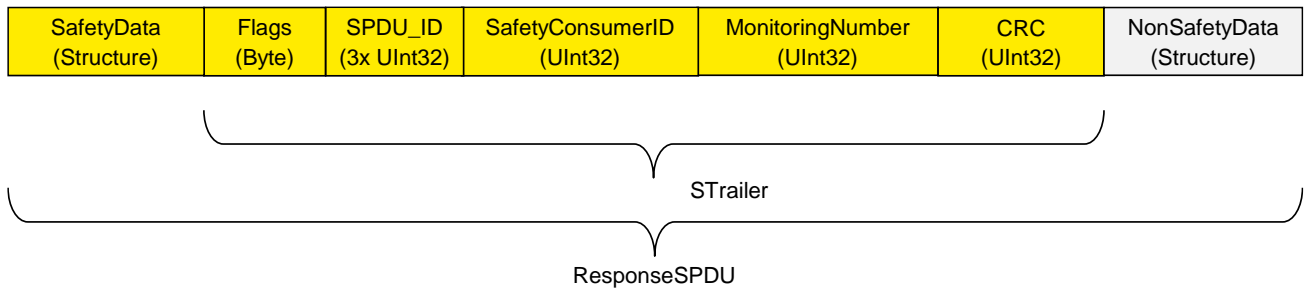 SafetyData
(Structure)
Flags
(Byte)
SPDU_ID
(3x UInt32)
SafetyConsumerID
(UInt32)
MonitoringNumber
(UInt32)
CRC
(UInt32)
NonSafetyData
(Structure)
STrailer
ResponseSPDU